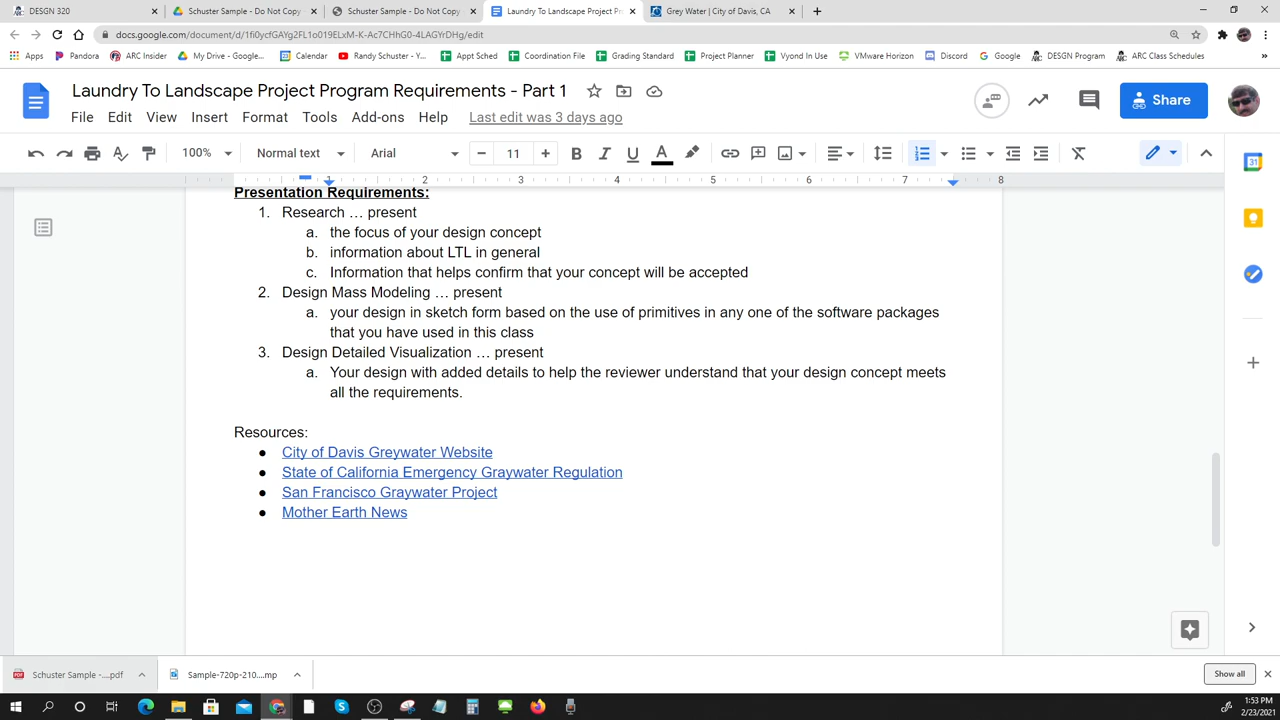 DESGN 320
Schuster Sample - Do Not Copy
Schuster Sample - Do Not Copy
Laundry To Landscape Project Pr
Grey Water | City of Davis, CA
docs.google.com/document/d/1fi0ycfGAYg2FL1o019ELxM-K-Ac7CHhG0-4LAGYrDHg/edit
Apps
Pandora
ARC Insider
My Drive - Google...
Calendar
Randy Schuster - Y...
Appt Sched
Coordination File
Grading Standard
Project Planner
Vyond In Use
VMware Horizon
Discord
Google
DESGN Program
ARC Class Schedules
Laundry To Landscape Project Program Requirements - Part 1
File Edit View Insert Format Tools Add-ons Help Last edit was 3 days ago
Share
100% Normal text Arial 11
1 2 3 4 5 6 7 8
Presentation Requirements:
1. Research … present
a. the focus of your design concept
b. information about LTL in general
c. Information that helps confirm that your concept will be accepted
2. Design Mass Modeling … present
a. your design in sketch form based on the use of primitives in any one of the software packages
that you have used in this class
3. Design Detailed Visualization … present
a. Your design with added details to help the reviewer understand that your design concept meets
all the requirements.
Resources:
● City of Davis Greywater Website
● State of California Emergency Graywater Regulation
● San Francisco Graywater Project
● Mother Earth News
Schuster Sample -....pdf
Sample-720p-210....mp
Show all
1:53 PM
2/23/2021